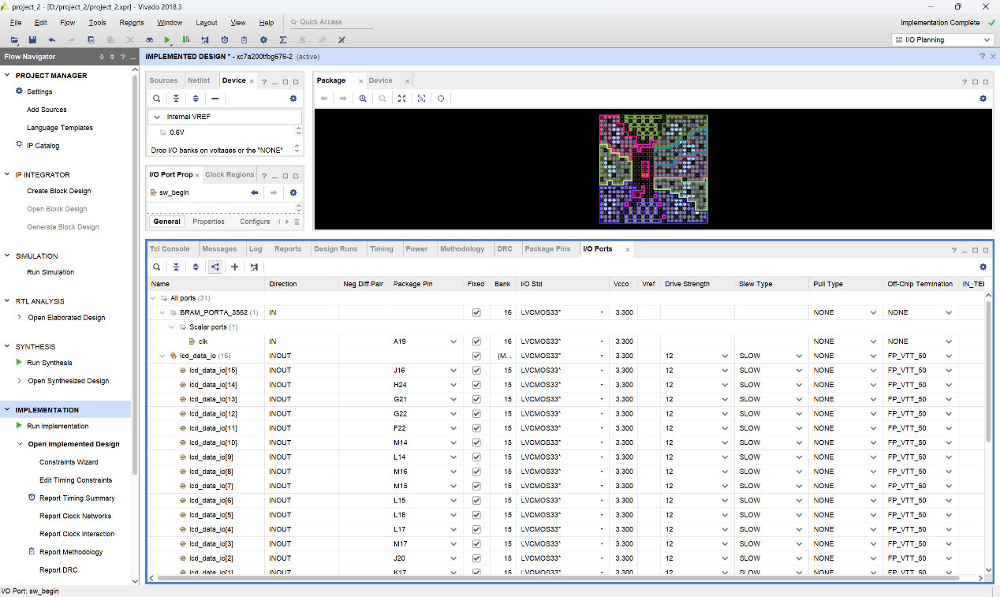 project_2 - [D:/project_2/project_2.xpr] - Vivado 2018.3
File Edit Flow Tools Reports Window Layout View Help Quick Access
Implementation Complete
I/O Planning
Flow Navigator
PROJECT MANAGER
Settings
Add Sources
Language Templates
IP Catalog
IP INTEGRATOR
Create Block Design
Open Block Design
Generate Block Design
SIMULATION
Run Simulation
RTL ANALYSIS
Open Elaborated Design
SYNTHESIS
Run Synthesis
Open Synthesized Design
IMPLEMENTATION
Run Implementation
Open Implemented Design
Constraints Wizard
Edit Timing Constraints
Report Timing Summary
Report Clock Networks
Report Clock Interaction
Report Methodology
Report DRC
IMPLEMENTED DESIGN * - xc7a200tfbg676-2 (active)
Sources Netlist Device
Internal VREF
0.6V
Drop I/O banks on voltages or the "NONE"
I/O Port Prop Clock Regions
sw_begin
General Properties Configure
Package Device
Tcl Console Messages Log Reports Design Runs Timing Power Methodology DRC Package Pins I/O Ports
Name Direction Neg Diff Pair Package Pin Fixed Bank I/O Std Vcco Vref Drive Strength Slew Type Pull Type Off-Chip Termination IN_TE
All ports (31)
BRAM_PORTA_3562 (1) IN 16 LVCMOS33* 3.300 NONE NONE
Scalar ports (1)
clk IN A19 16 LVCMOS33* 3.300 NONE NONE
lcd_data_io (16) INOUT (M... LVCMOS33* 3.300 12 SLOW NONE FP_VTT_50
lcd_data_io[15] INOUT J16 15 LVCMOS33* 3.300 12 SLOW NONE FP_VTT_50
lcd_data_io[14] INOUT H24 15 LVCMOS33* 3.300 12 SLOW NONE FP_VTT_50
lcd_data_io[13] INOUT G21 15 LVCMOS33* 3.300 12 SLOW NONE FP_VTT_50
lcd_data_io[12] INOUT G22 15 LVCMOS33* 3.300 12 SLOW NONE FP_VTT_50
lcd_data_io[11] INOUT F22 15 LVCMOS33* 3.300 12 SLOW NONE FP_VTT_50
lcd_data_io[10] INOUT M14 15 LVCMOS33* 3.300 12 SLOW NONE FP_VTT_50
lcd_data_io[9] INOUT L14 15 LVCMOS33* 3.300 12 SLOW NONE FP_VTT_50
lcd_data_io[8] INOUT M16 15 LVCMOS33* 3.300 12 SLOW NONE FP_VTT_50
lcd_data_io[7] INOUT M15 15 LVCMOS33* 3.300 12 SLOW NONE FP_VTT_50
lcd_data_io[6] INOUT L15 15 LVCMOS33* 3.300 12 SLOW NONE FP_VTT_50
lcd_data_io[5] INOUT L18 15 LVCMOS33* 3.300 12 SLOW NONE FP_VTT_50
lcd_data_io[4] INOUT L17 15 LVCMOS33* 3.300 12 SLOW NONE FP_VTT_50
lcd_data_io[3] INOUT M17 15 LVCMOS33* 3.300 12 SLOW NONE FP_VTT_50
lcd_data_io[2] INOUT J20 15 LVCMOS33* 3.300 12 SLOW NONE FP_VTT_50
lcd_data_io[1] INOUT K17 15 LVCMOS33* 3.300 12 SLOW NONE FP_VTT_50
I/O Port: sw_begin